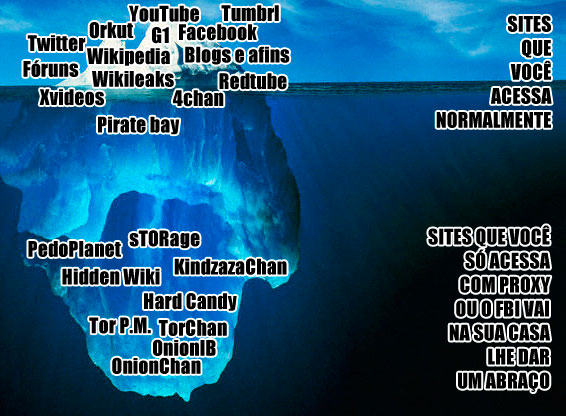 YouTube
Tumbrl
Orkut
G1
Facebook
Twitter
Wikipedia
Blogs e afins
Fóruns
Wikileaks
Redtube
Xvideos
4chan
Pirate bay
SITES
QUE
VOCÊ
ACESSA
NORMALMENTE
sTORage
PedoPlanet
Hidden Wiki
KindzazaChan
Hard Candy
Tor P.M.
TorChan
OnionIB
OnionChan
SITES QUE VOCÊ
SÓ ACESSA
COM PROXY
OU O FBI VAI
NA SUA CASA
LHE DAR
UM ABRAÇO